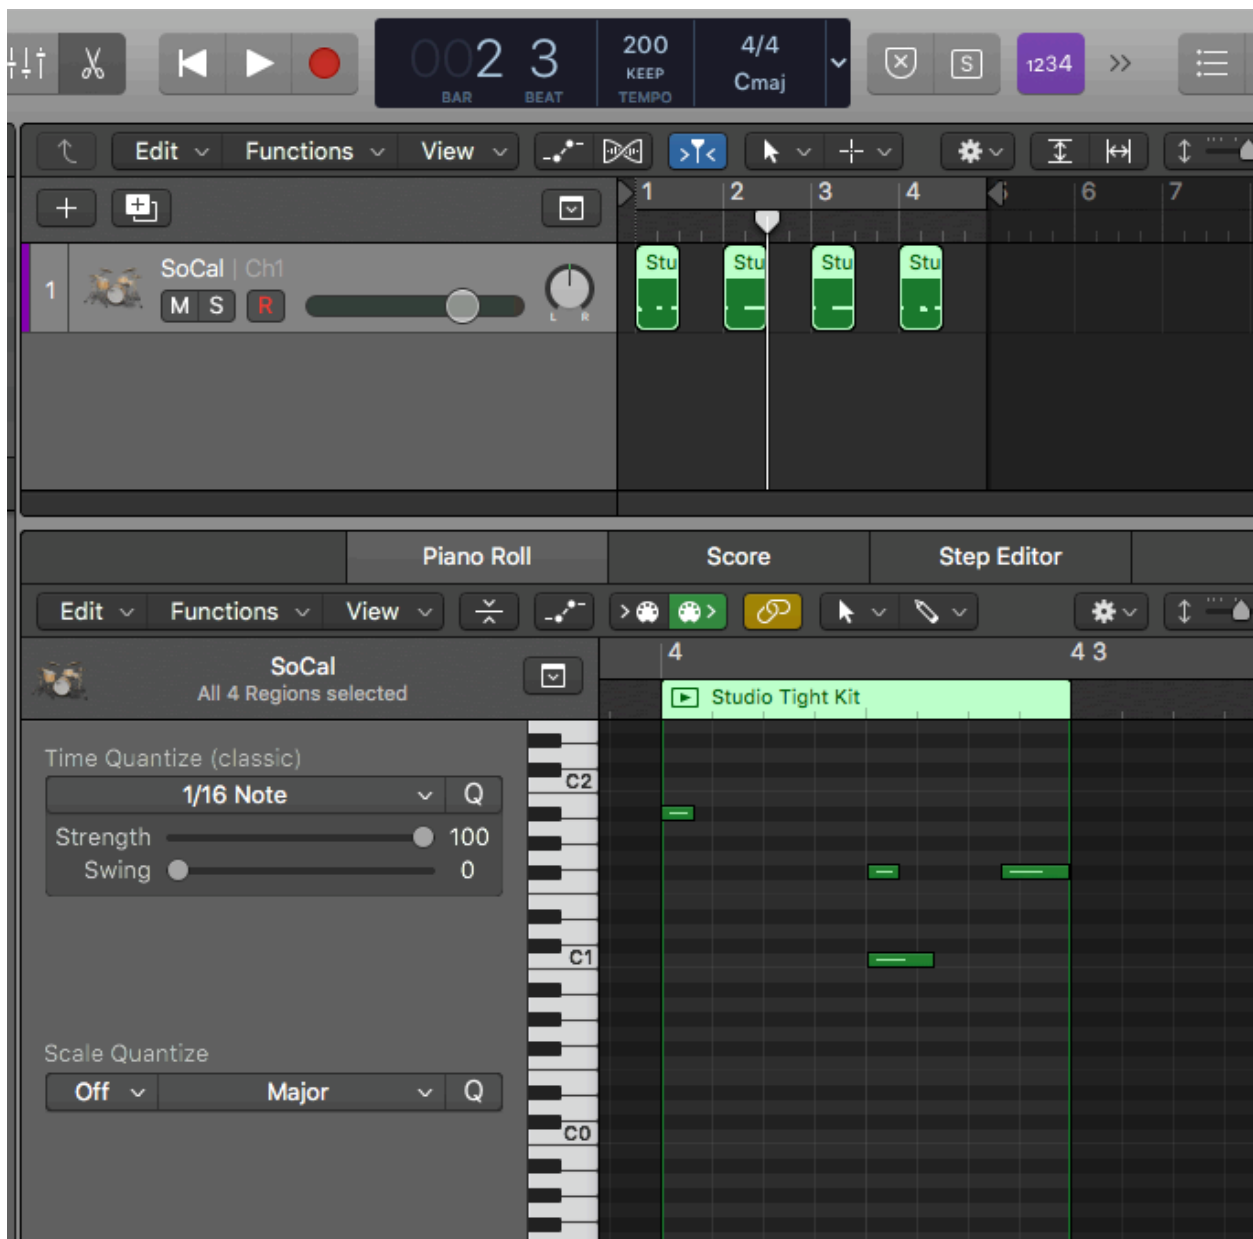 002 3
BAR BEAT
200
KEEP
TEMPO
4/4
Cmaj
S
1234
Edit Functions View
1 2 3 4 6 7
1
SoCal | Ch1
M S R
L R
Stu Stu Stu Stu
Piano Roll Score Step Editor
Edit Functions View
SoCal
All 4 Regions selected
4 4 3
Studio Tight Kit
Time Quantize (classic)
1/16 Note Q
Strength 100
Swing 0
C2
C1
Scale Quantize
Off Major Q
C0